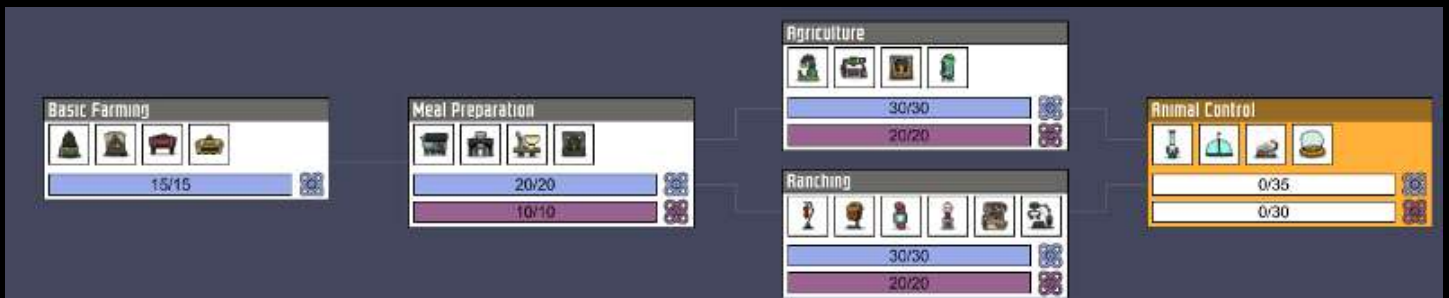 Basic Farming
15/15
Meal Preparation
20/20
10/10
Agriculture
30/30
20/20
Ranching
30/30
20/20
Animal Control
0/35
0/30